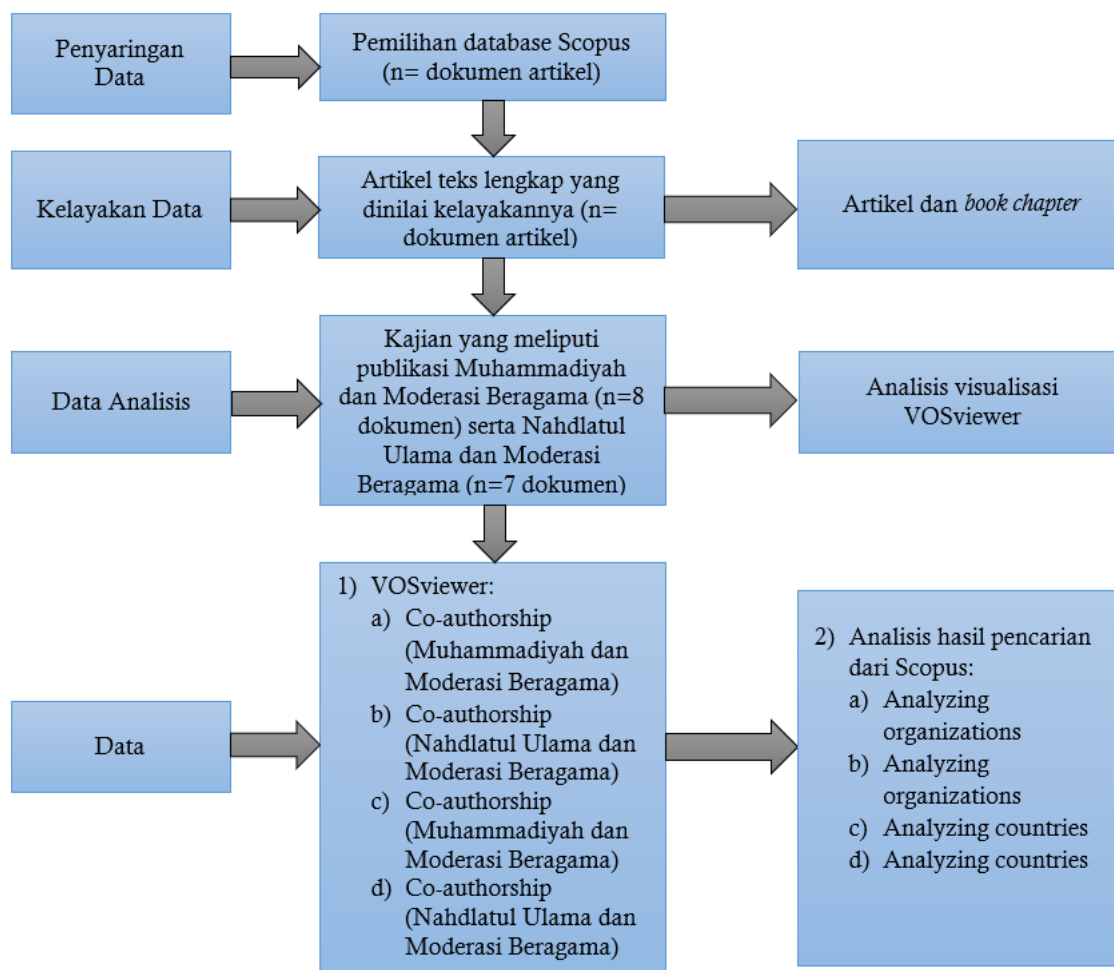 Penyaringan
Data
Pemilihan database Scopus
(n= dokumen artikel)
Kelayakan Data
Artikel teks lengkap yang
dinilai kelayakannya (n=
dokumen artikel)
Artikel dan book chapter
Data Analisis
Kajian yang meliputi
publikasi Muhammadiyah
dan Moderasi Beragama (n=8
dokumen) serta Nahdlatul
Ulama dan Moderasi
Beragama (n=7 dokumen)
Analisis visualisasi
VOSviewer
Data
1) VOSviewer:
a) Co-authorship
(Muhammadiyah dan
Moderasi Beragama)
b) Co-authorship
(Nahdlatul Ulama dan
Moderasi Beragama)
c) Co-authorship
(Muhammadiyah dan
Moderasi Beragama)
d) Co-authorship
(Nahdlatul Ulama dan
Moderasi Beragama)
2) Analisis hasil pencarian
dari Scopus:
a) Analyzing
organizations
b) Analyzing
organizations
c) Analyzing countries
d) Analyzing countries